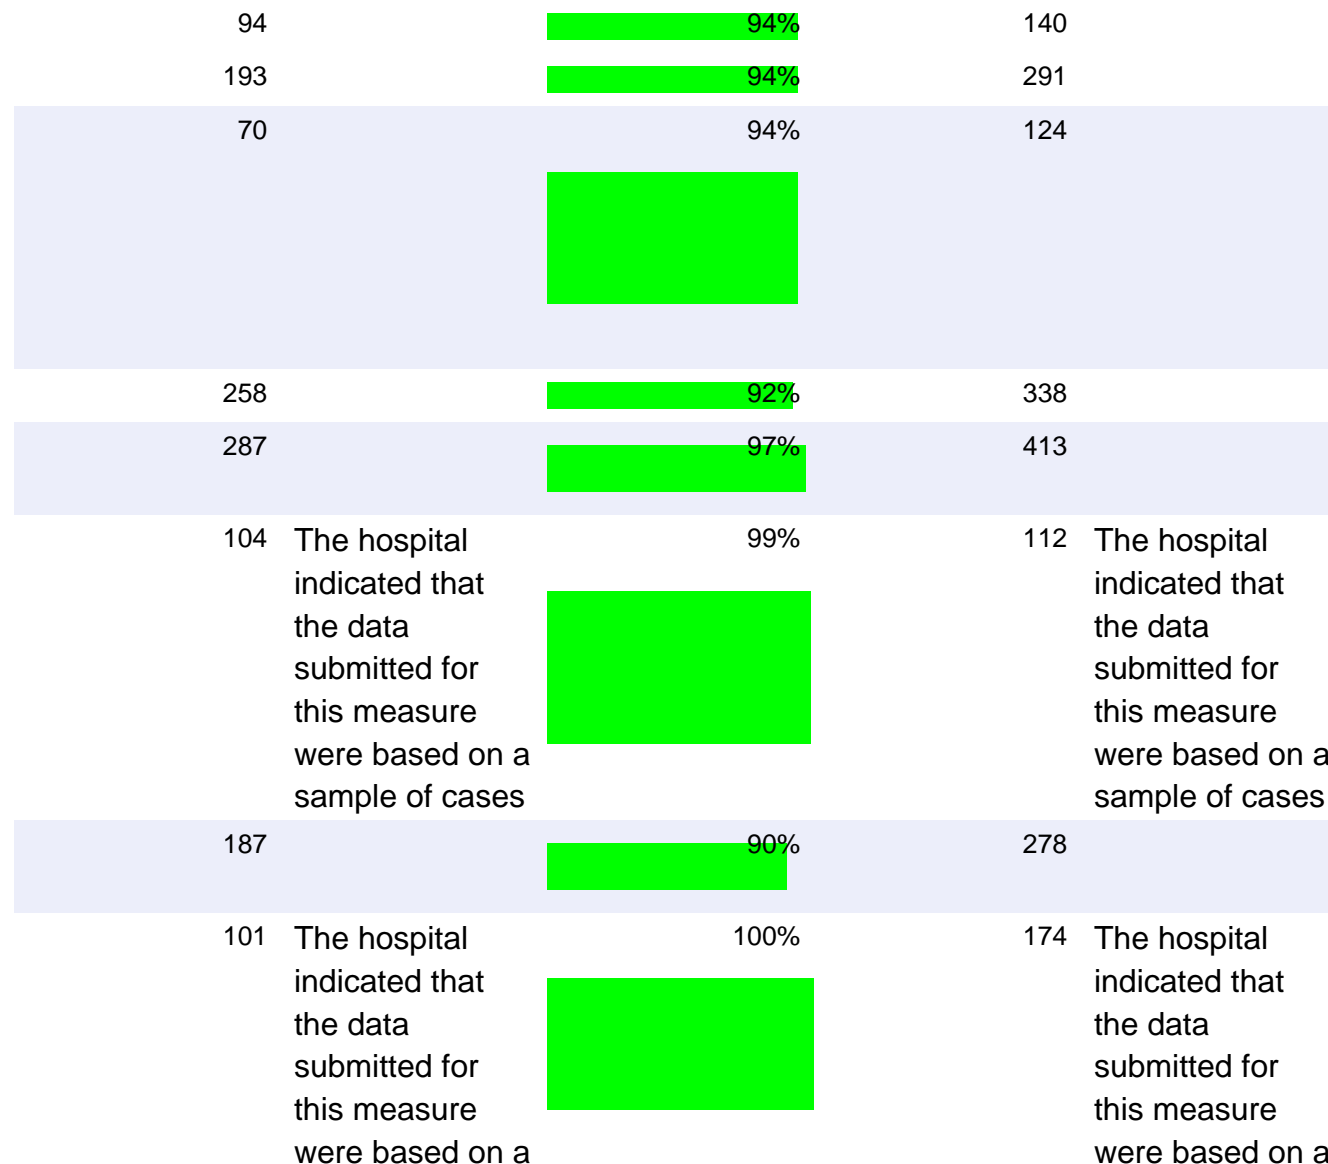 94 94% 140
193 94% 291
70 94% 124
258 92% 338
287 97% 413
104 The hospital 99% 112 The hospital
indicated that indicated that
the data the data
submitted for submitted for
this measure this measure
were based on a were based on a
sample of cases sample of cases
187 90% 278
101 The hospital 100% 174 The hospital
indicated that indicated that
the data the data
submitted for submitted for
this measure this measure
were based on a were based on a